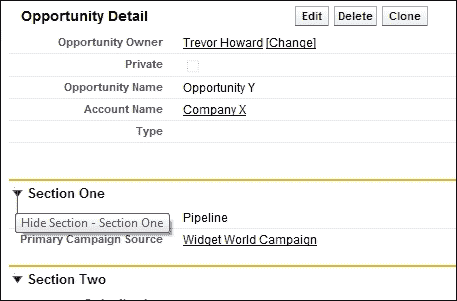 Opportunity Detail Edit Delete Clone
Opportunity Owner Trevor Howard [Change]
Private
Opportunity Name Opportunity Y
Account Name Company X
Type
Section One
Hide Section - Section One
Pipeline
Primary Campaign Source Widget World Campaign
Section Two